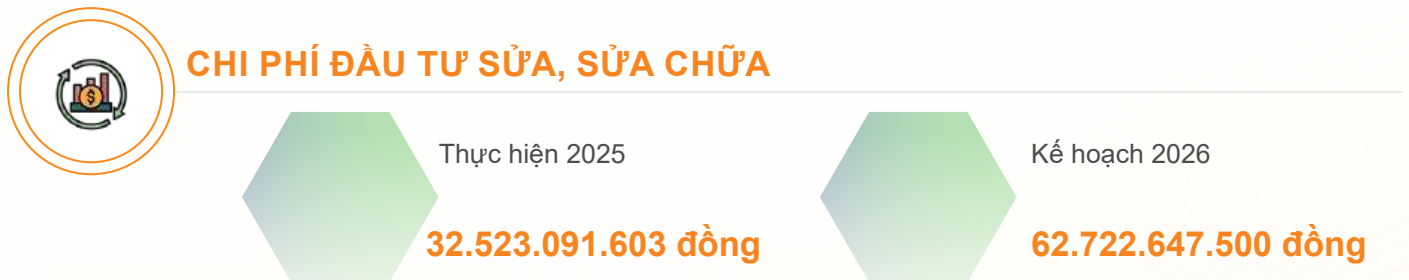 CHI PHÍ ĐẦU TƯ SỬA, SỬA CHỮA
Thực hiện 2025
32.523.091.603 đồng
Kế hoạch 2026
62.722.647.500 đồng